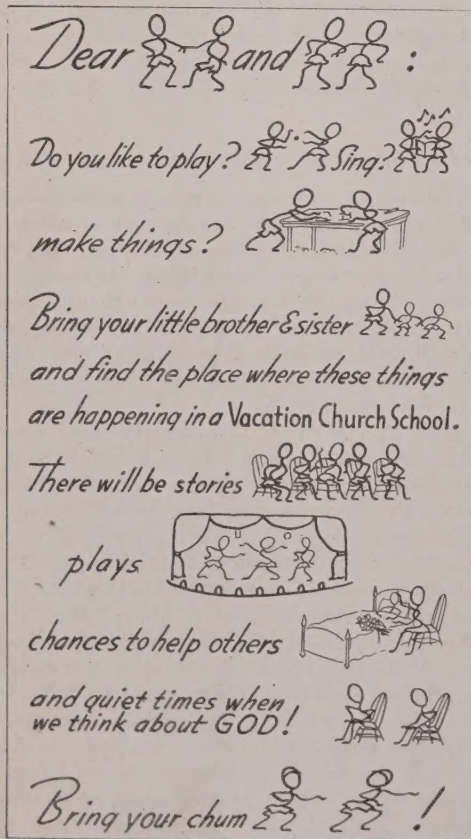 Dear and :
Do you like to play? Sing?
make things?
Bring your little brother & sister
and find the place where these things
are happening in a Vacation Church School.
There will be stories
plays
chances to help others
and quiet times when
we think about GOD!
Bring your chum !